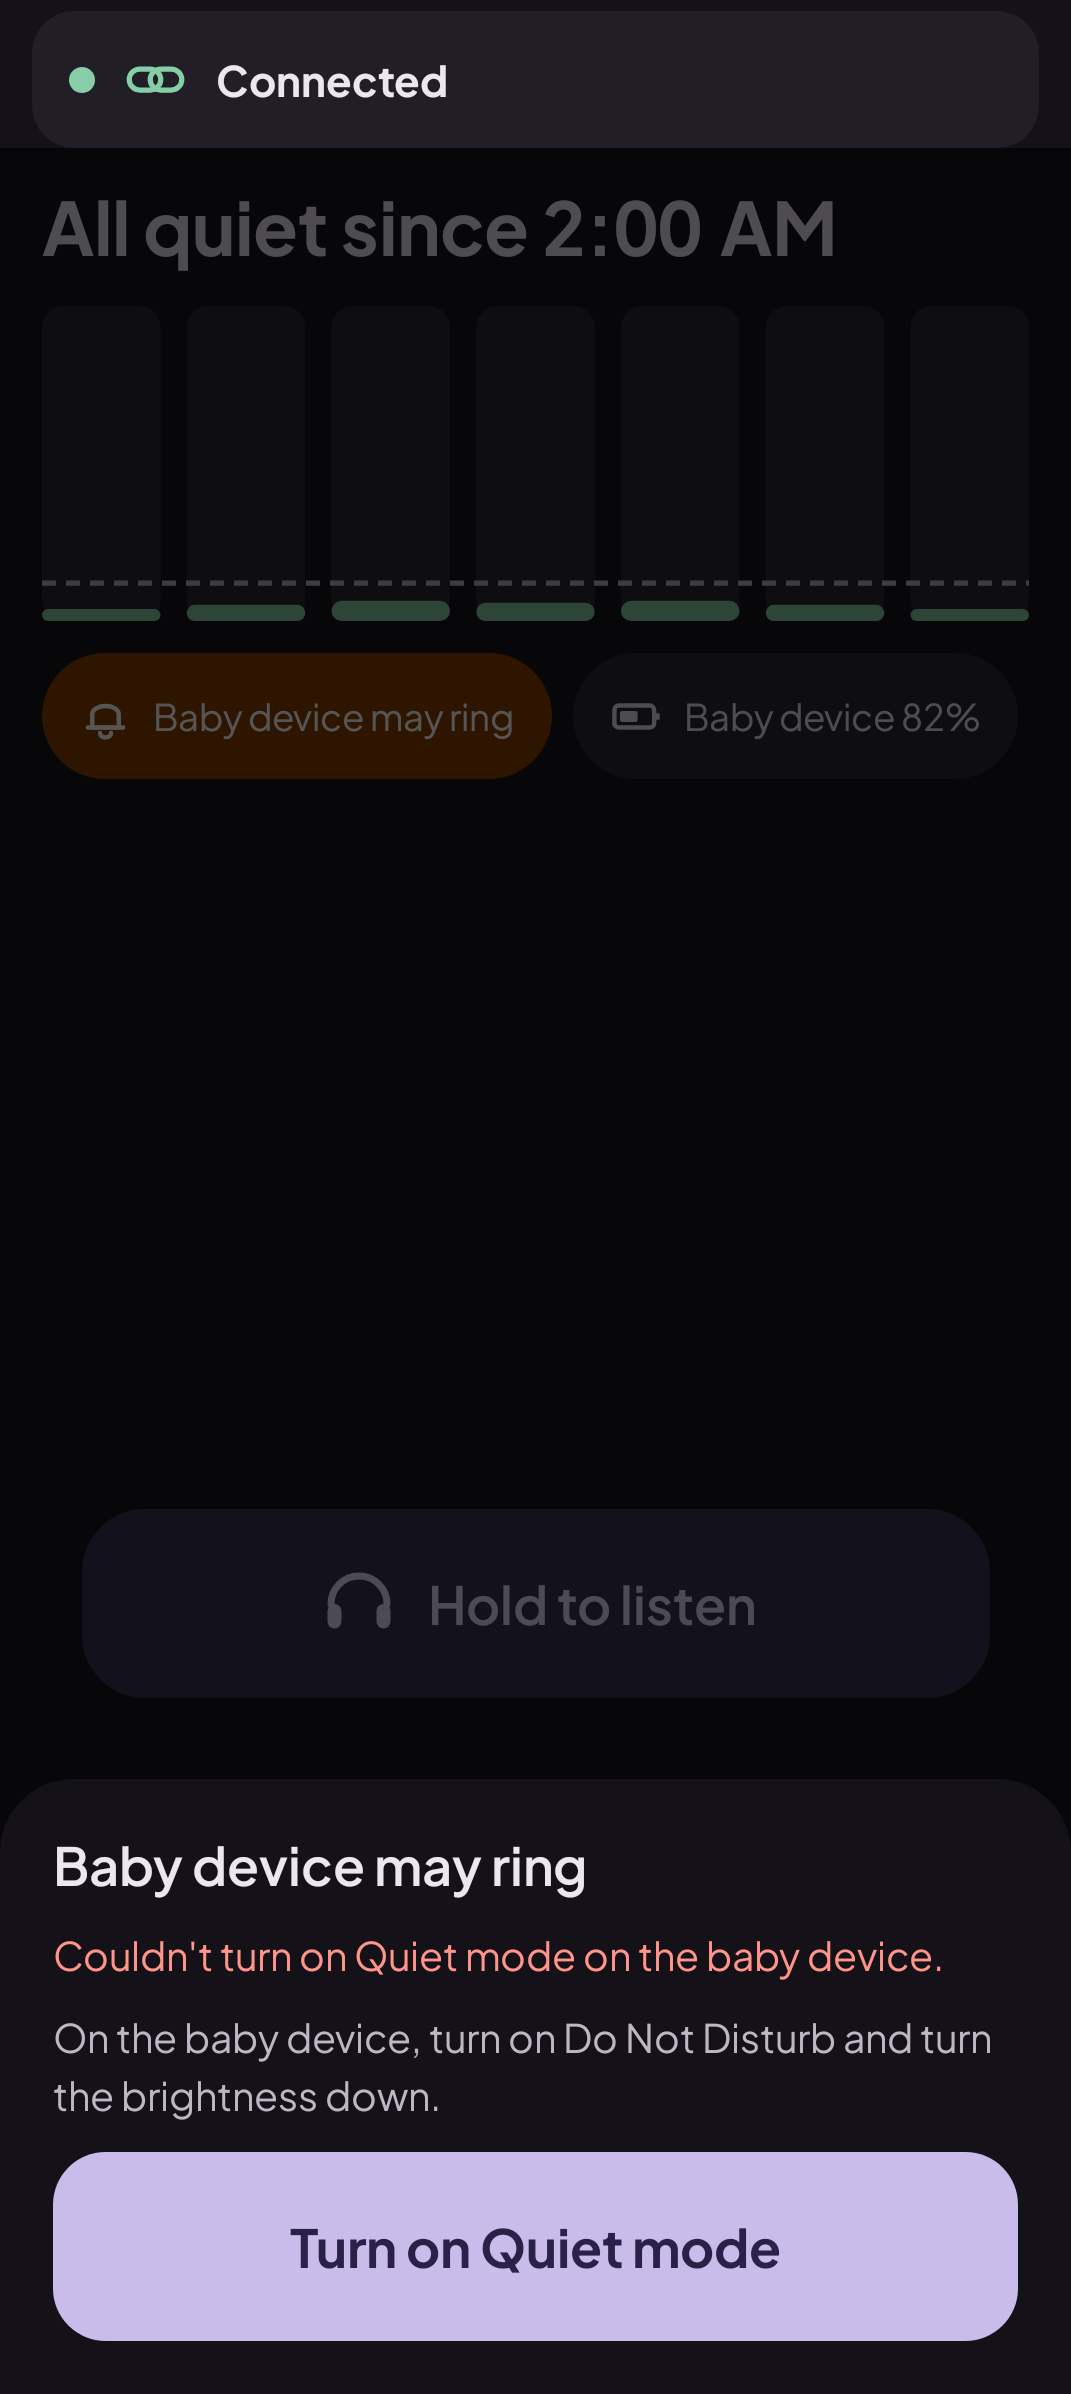 Connected
All quiet since 2:00 AM
Baby device may ring
Baby device 82%
Hold to listen
Baby device may ring
Couldn't turn on Quiet mode on the baby device.
On the baby device, turn on Do Not Disturb and turn
the brightness down.
Turn on Quiet mode